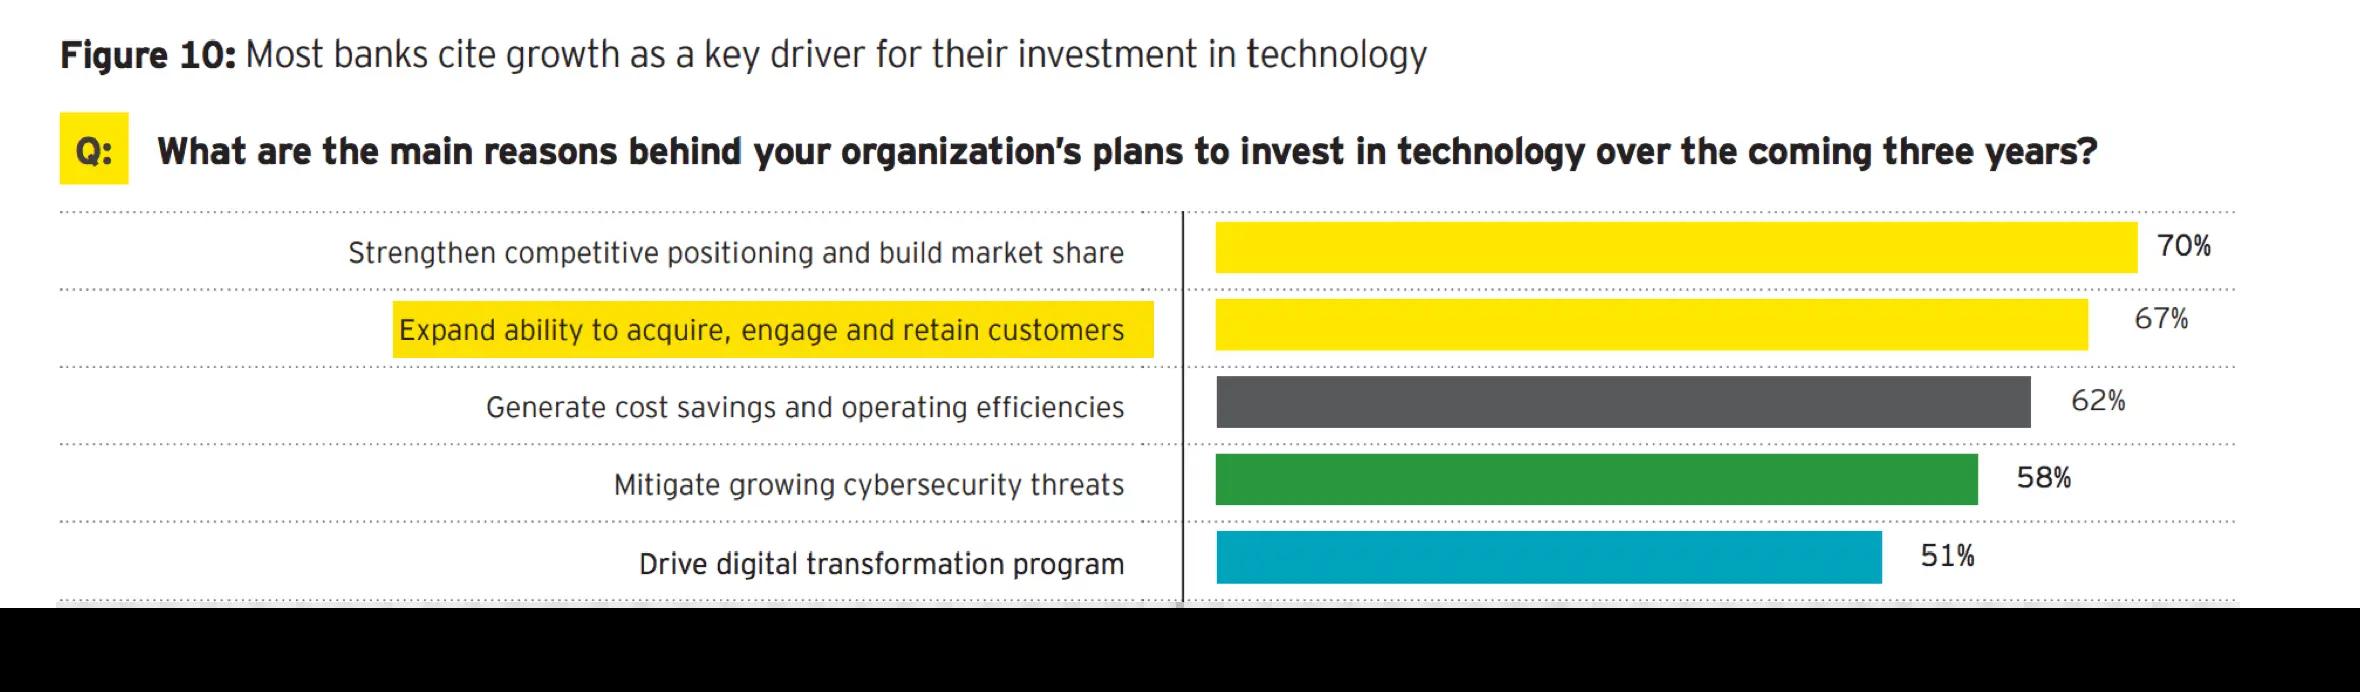 Figure 10: Most banks cite growth as a key driver for their investment in technology
Q: What are the main reasons behind your organization's plans to invest in technology over the coming three years?
Strengthen competitive positioning and build market share 70%
Expand ability to acquire, engage and retain customers 67%
Generate cost savings and operating efficiencies 62%
Mitigate growing cybersecurity threats 58%
Drive digital transformation program 51%